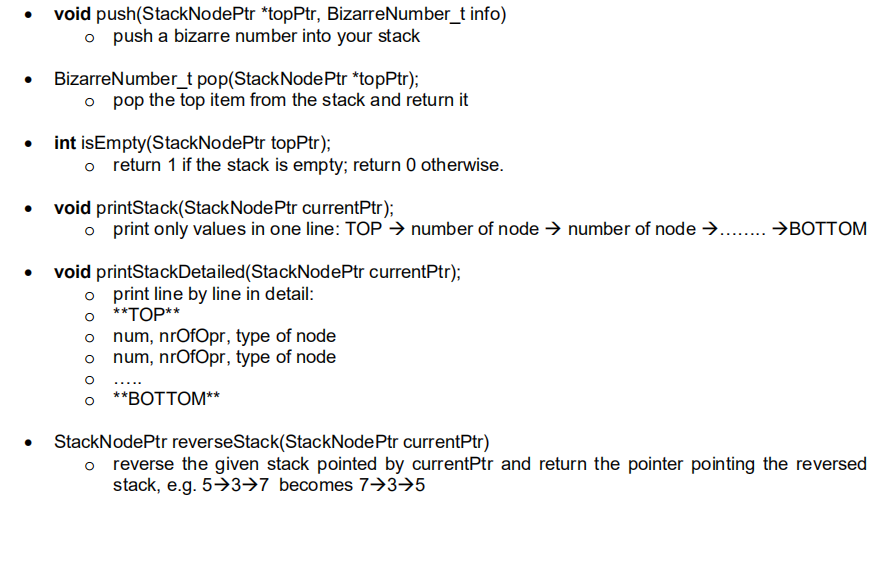 • void push(StackNodePtr *topPtr, BizarreNumber_t info)
o push a bizarre number into your stack
• BizarreNumber_t pop(StackNodePtr *topPtr);
o pop the top item from the stack and return it
• int isEmpty(StackNodePtr topPtr);
o return 1 if the stack is empty; return 0 otherwise.
• void printStack(StackNodePtr currentPtr);
o print only values in one line: TOP → number of node → number of node →........ →BOTTOM
• void printStackDetailed(StackNodePtr currentPtr);
o print line by line in detail:
o **TOP**
o num, nrOfOpr, type of node
o num, nrOfOpr, type of node
o .....
o **BOTTOM**
• StackNodePtr reverseStack(StackNodePtr currentPtr)
o reverse the given stack pointed by currentPtr and return the pointer pointing the reversed
stack, e.g. 5→3→7 becomes 7→3→5